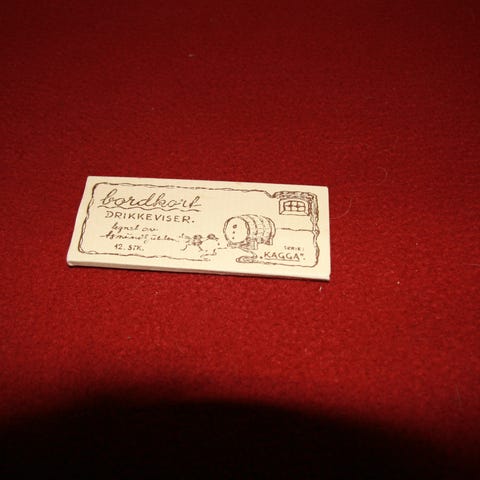 bordkort
DRIKKEVISER.
tegnet av
12. STK.
SERIE:
"KAGGA".